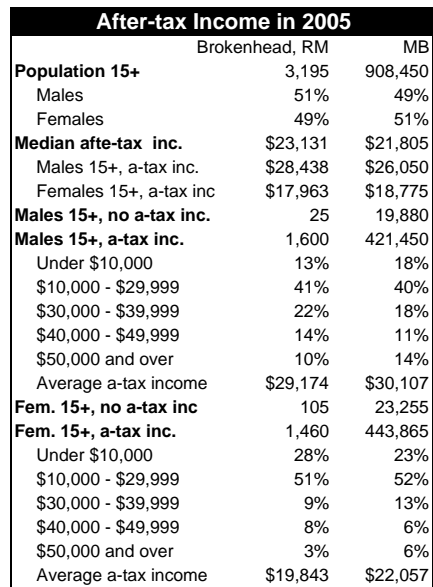 After-tax Income in 2005
Brokenhead, RM MB
Population 15+ 3,195 908,450
Males 51% 49%
Females 49% 51%
Median afte-tax inc. $23,131 $21,805
Males 15+, a-tax inc. $28,438 $26,050
Females 15+, a-tax inc $17,963 $18,775
Males 15+, no a-tax inc. 25 19,880
Males 15+, a-tax inc. 1,600 421,450
Under $10,000 13% 18%
$10,000 - $29,999 41% 40%
$30,000 - $39,999 22% 18%
$40,000 - $49,999 14% 11%
$50,000 and over 10% 14%
Average a-tax income $29,174 $30,107
Fem. 15+, no a-tax inc 105 23,255
Fem. 15+, a-tax inc. 1,460 443,865
Under $10,000 28% 23%
$10,000 - $29,999 51% 52%
$30,000 - $39,999 9% 13%
$40,000 - $49,999 8% 6%
$50,000 and over 3% 6%
Average a-tax income $19,843 $22,057